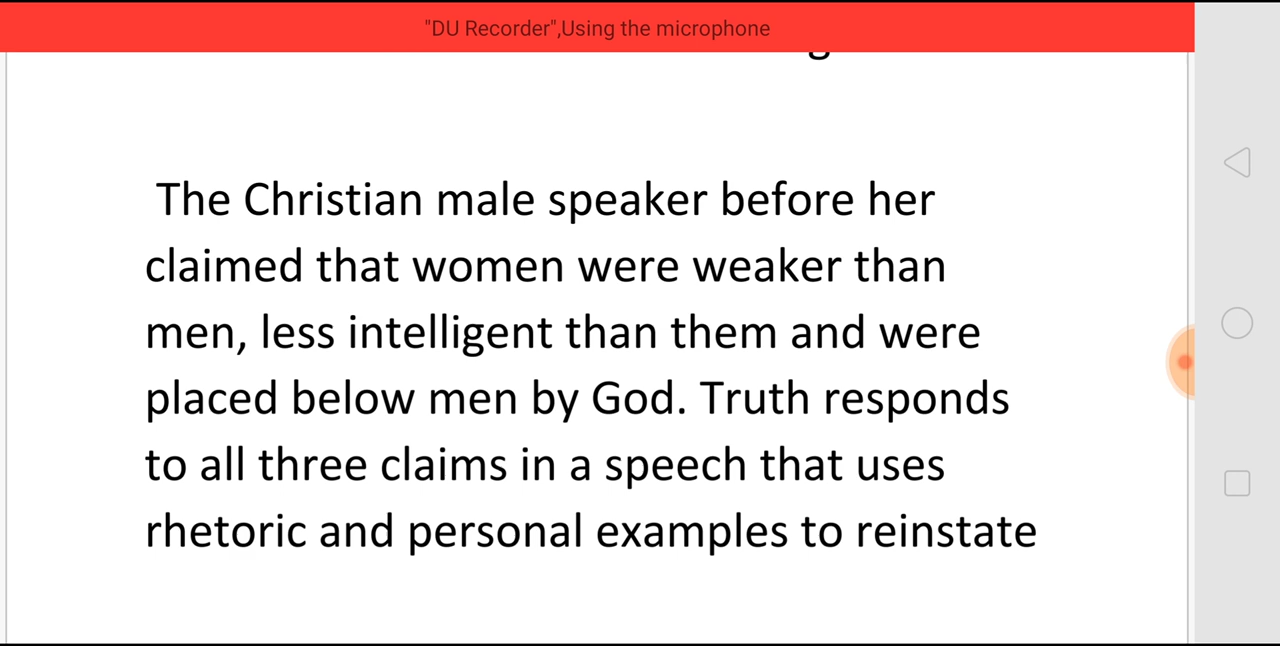 "DU Recorder",Using the microphone
The Christian male speaker before her
claimed that women were weaker than
men, less intelligent than them and were
placed below men by God. Truth responds
to all three claims in a speech that uses
rhetoric and personal examples to reinstate